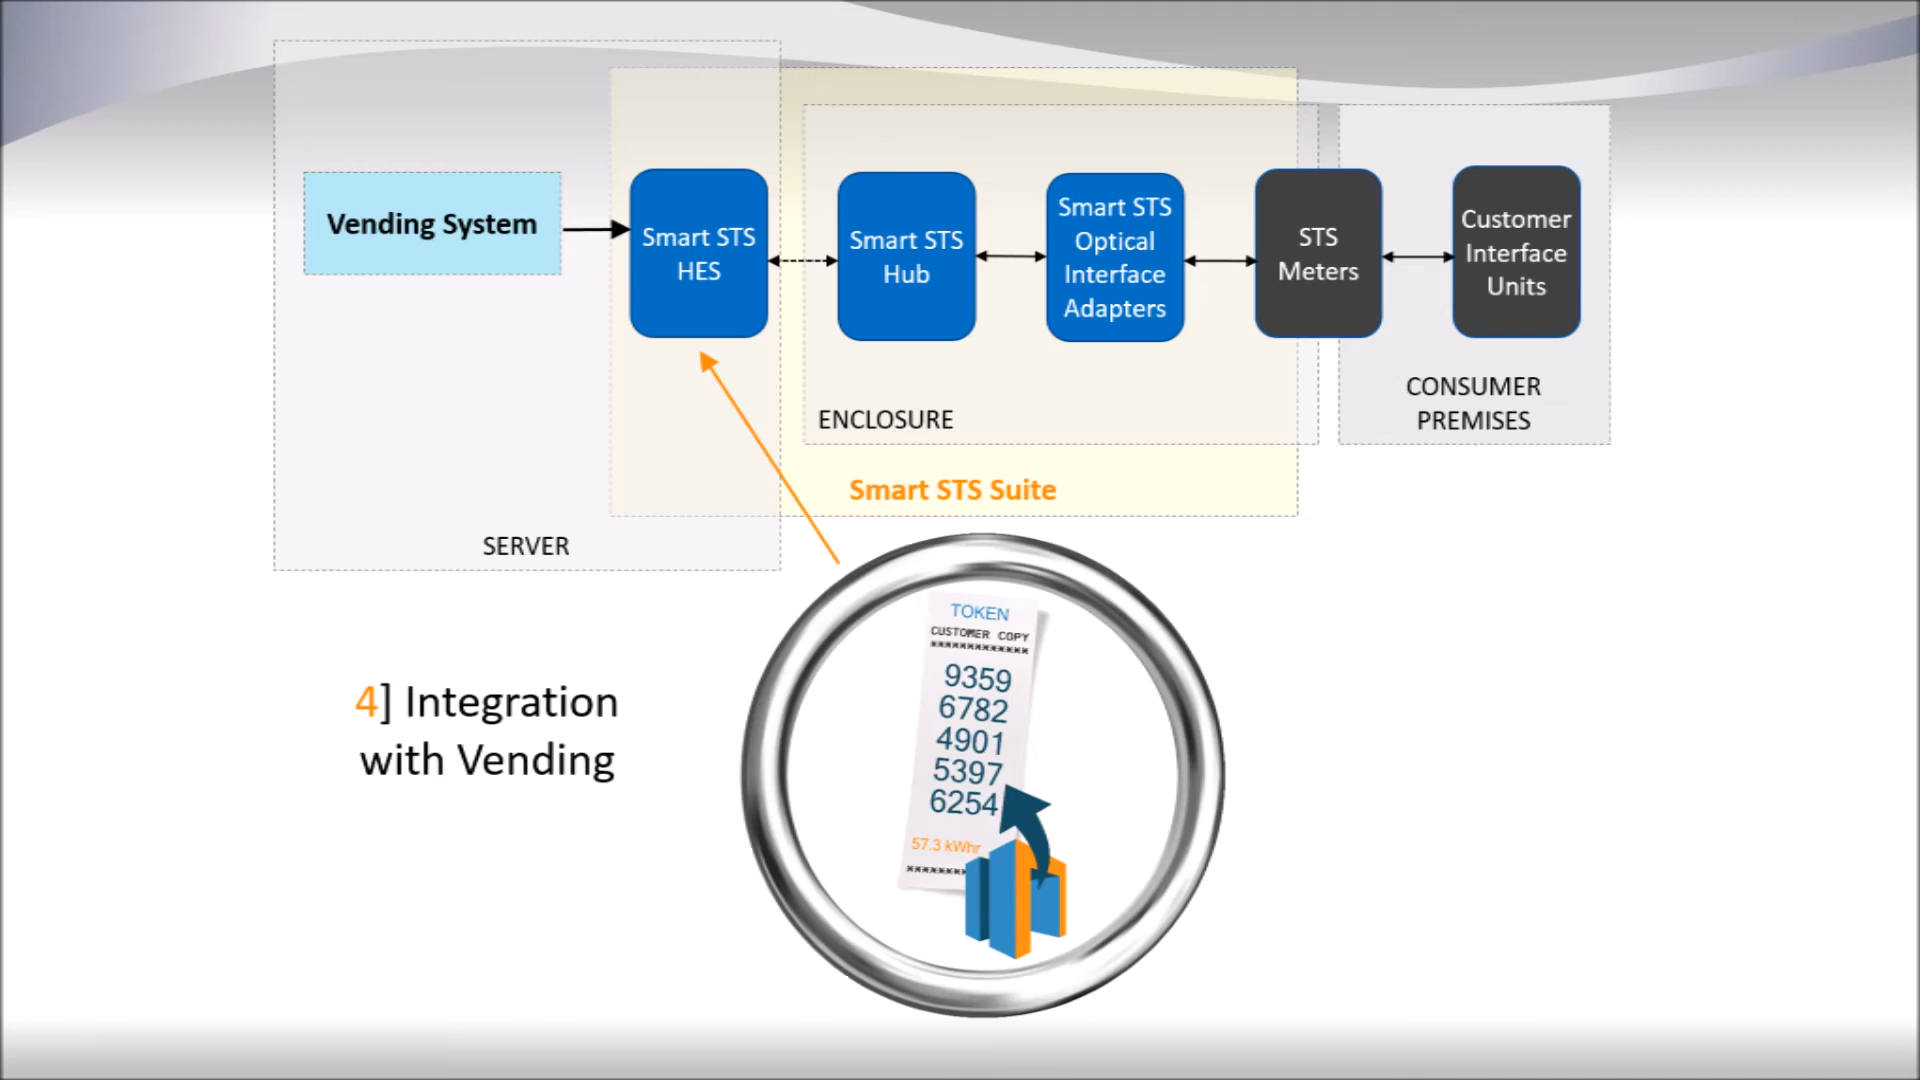 Vending System
Smart STS
HES
Smart STS
Hub
Smart STS
Optical
Interface
Adapters
STS
Meters
Customer
Interface
Units
ENCLOSURE
CONSUMER
PREMISES
Smart STS Suite
SERVER
4] Integration
with Vending
TOKEN
CUSTOMER COPY
*************
9359
6782
4901
5397
6254
57.3 kWhr